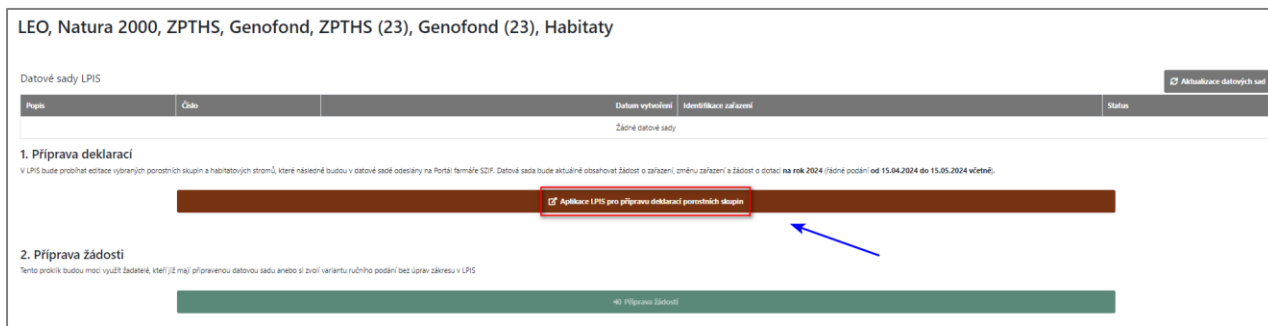 LEO, Natura 2000, ZPTHS, Genofond, ZPTHS (23), Genofond (23), Habitaty
Datové sady LPIS
Aktualizace datových sad
Popis Číslo Datum vytvoření Identifikace zařazení Status
Žádné datové sady
1. Příprava deklarací
V LPIS bude probíhat editace vybraných porostních skupin a habitatových stromů, které následně budou v datové sadě odeslány na Portál farmáře SZIF. Datová sada bude aktuálně obsahovat žádost o zařazení, změnu zařazení a žádost o dotaci na rok 2024 (řádné podání od 15.04.2024 do 15.05.2024 včetně).
Aplikace LPIS pro přípravu deklarací porostních skupin
2. Příprava žádosti
Tento proklik budou moci využít žadatelé, kteří již mají připravenou datovou sadu anebo si zvolí variantu ručního podání bez úprav zákresu v LPIS
Příprava žádosti